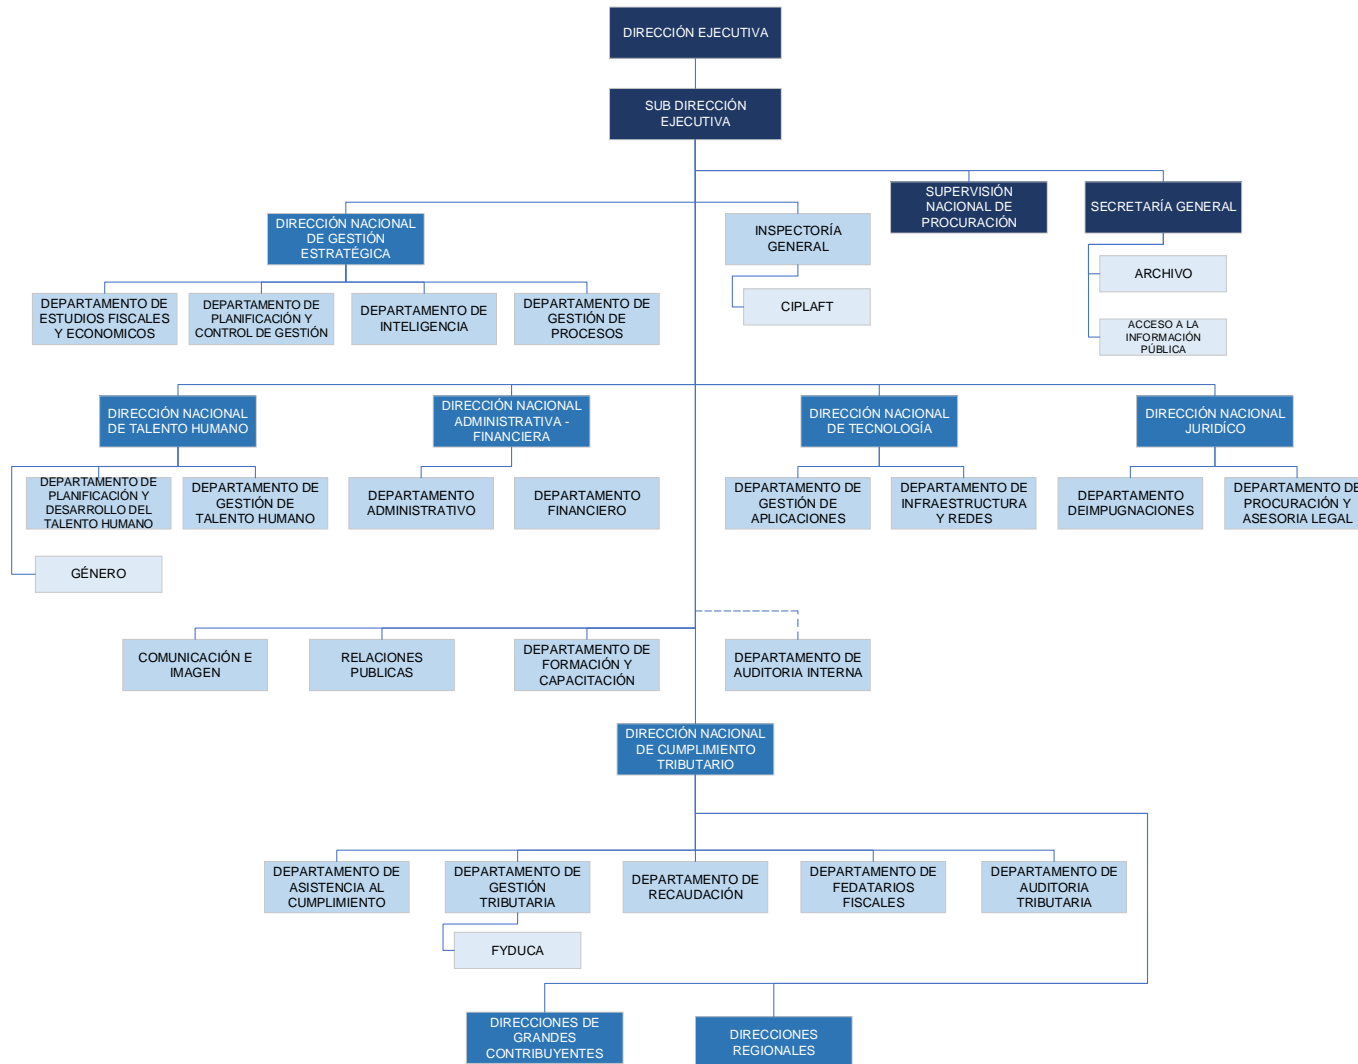 DIRECCIÓN EJECUTIVA
SUB DIRECCIÓN
EJECUTIVA
SUPERVISIÓN
NACIONAL DE
PROCURACIÓN
SECRETARÍA GENERAL
DIRECCIÓN NACIONAL
DE GESTIÓN
ESTRATÉGICA
INSPECTORÍA
GENERAL
ARCHIVO
CIPLAFT
ACCESO A LA
INFORMACIÓN
PÚBLICA
DEPARTAMENTO DE
ESTUDIOS FISCALES
Y ECONOMICOS
DEPARTAMENTO DE
PLANIFICACIÓN Y
CONTROL DE GESTIÓN
DEPARTAMENTO DE
INTELIGENCIA
DEPARTAMENTO DE
GESTIÓN DE
PROCESOS
DIRECCIÓN NACIONAL
DE TALENTO HUMANO
DIRECCIÓN NACIONAL
ADMINISTRATIVA -
FINANCIERA
DIRECCIÓN NACIONAL
DE TECNOLOGÍA
DIRECCIÓN NACIONAL
JURIDÍCO
DEPARTAMENTO DE
PLANIFICACIÓN Y
DESARROLLO DEL
TALENTO HUMANO
DEPARTAMENTO DE
GESTIÓN DE
TALENTO HUMANO
DEPARTAMENTO
ADMINISTRATIVO
DEPARTAMENTO
FINANCIERO
DEPARTAMENTO DE
GESTIÓN DE
APLICACIONES
DEPARTAMENTO DE
INFRAESTRUCTURA
Y REDES
DEPARTAMENTO
DEIMPUGNACIONES
DEPARTAMENTO DE
PROCURACIÓN Y
ASESORIA LEGAL
GÉNERO
COMUNICACIÓN E
IMAGEN
RELACIONES
PUBLICAS
DEPARTAMENTO DE
FORMACIÓN Y
CAPACITACIÓN
DEPARTAMENTO DE
AUDITORIA INTERNA
DIRECCIÓN NACIONAL
DE CUMPLIMIENTO
TRIBUTARIO
DEPARTAMENTO DE
ASISTENCIA AL
CUMPLIMIENTO
DEPARTAMENTO DE
GESTIÓN
TRIBUTARIA
DEPARTAMENTO DE
RECAUDACIÓN
DEPARTAMENTO DE
FEDATARIOS
FISCALES
DEPARTAMENTO DE
AUDITORIA
TRIBUTARIA
FYDUCA
DIRECCIONES DE
GRANDES
CONTRIBUYENTES
DIRECCIONES
REGIONALES